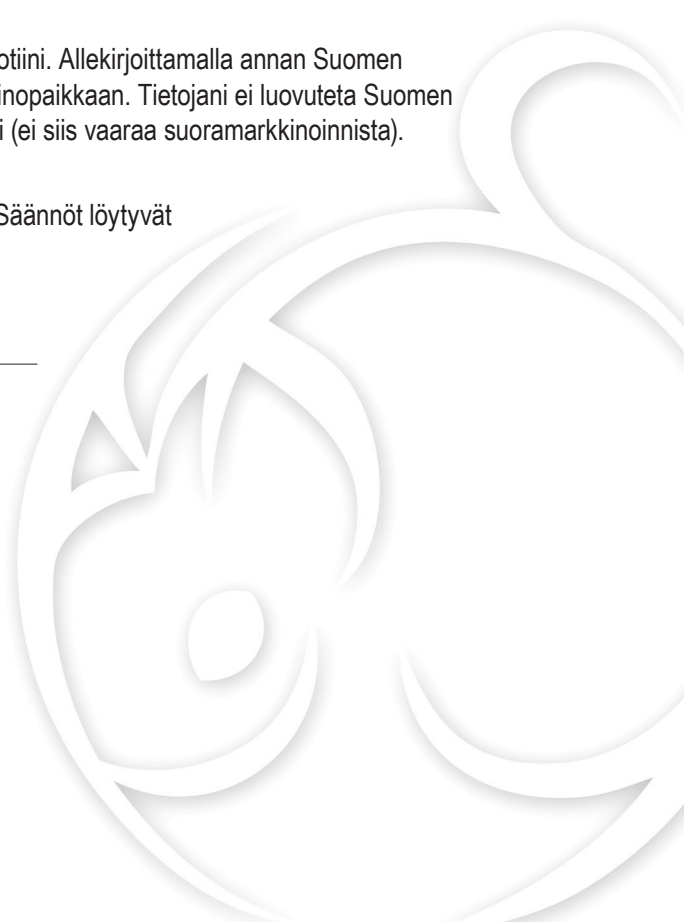 otiini. Allekirjoittamalla annan Suomen
inopaikkaan. Tietojani ei luovuteta Suomen
i (ei siis vaaraa suoramarkkinoinnista).
Säännöt löytyvät